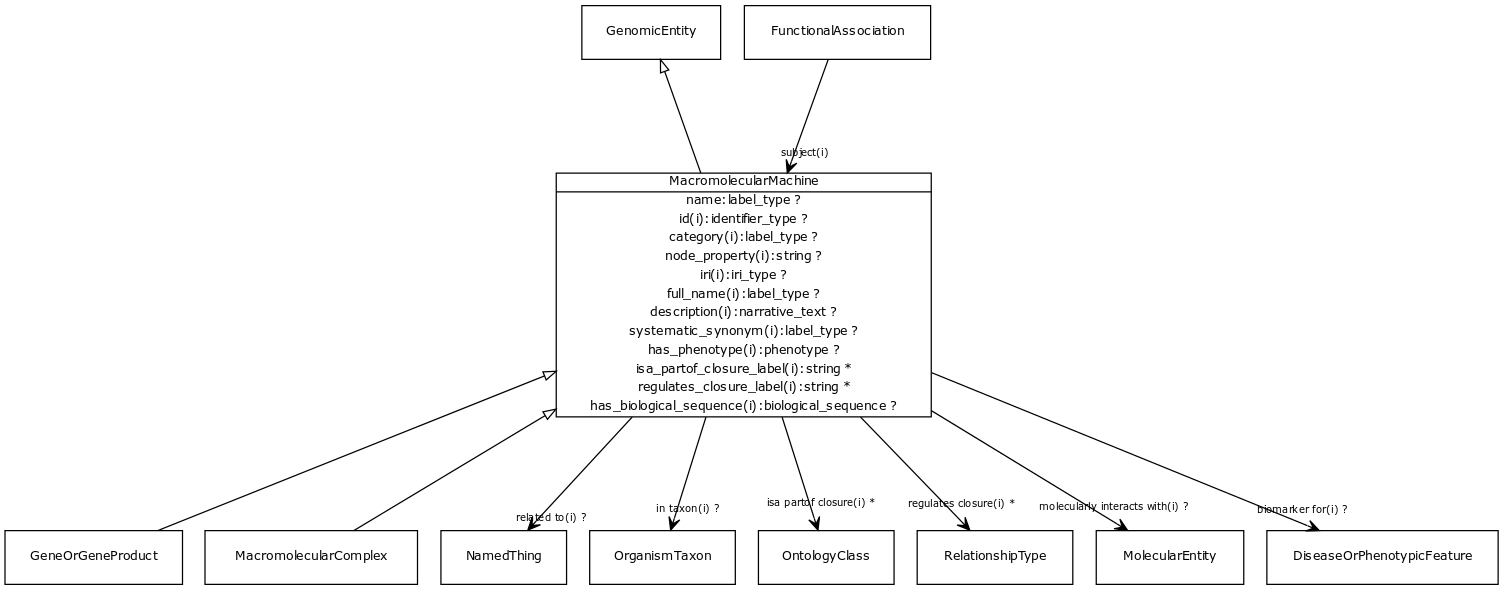 GenomicEntity
FunctionalAssociation
subject(i)
MacromolecularMachine
name:label_type ?
id(i):identifier_type ?
category(i):label_type ?
node_property(i):string ?
iri(i):iri_type ?
full_name(i):label_type ?
description(i):narrative_text ?
systematic_synonym(i):label_type ?
has_phenotype(i):phenotype ?
isa_partof_closure_label(i):string *
regulates_closure_label(i):string *
has_biological_sequence(i):biological_sequence ?
related to(i) ?
in taxon(i) ?
isa partof closure(i) *
regulates closure(i) *
molecularly interacts with(i) ?
biomarker for(i) ?
GeneOrGeneProduct
MacromolecularComplex
NamedThing
OrganismTaxon
OntologyClass
RelationshipType
MolecularEntity
DiseaseOrPhenotypicFeature